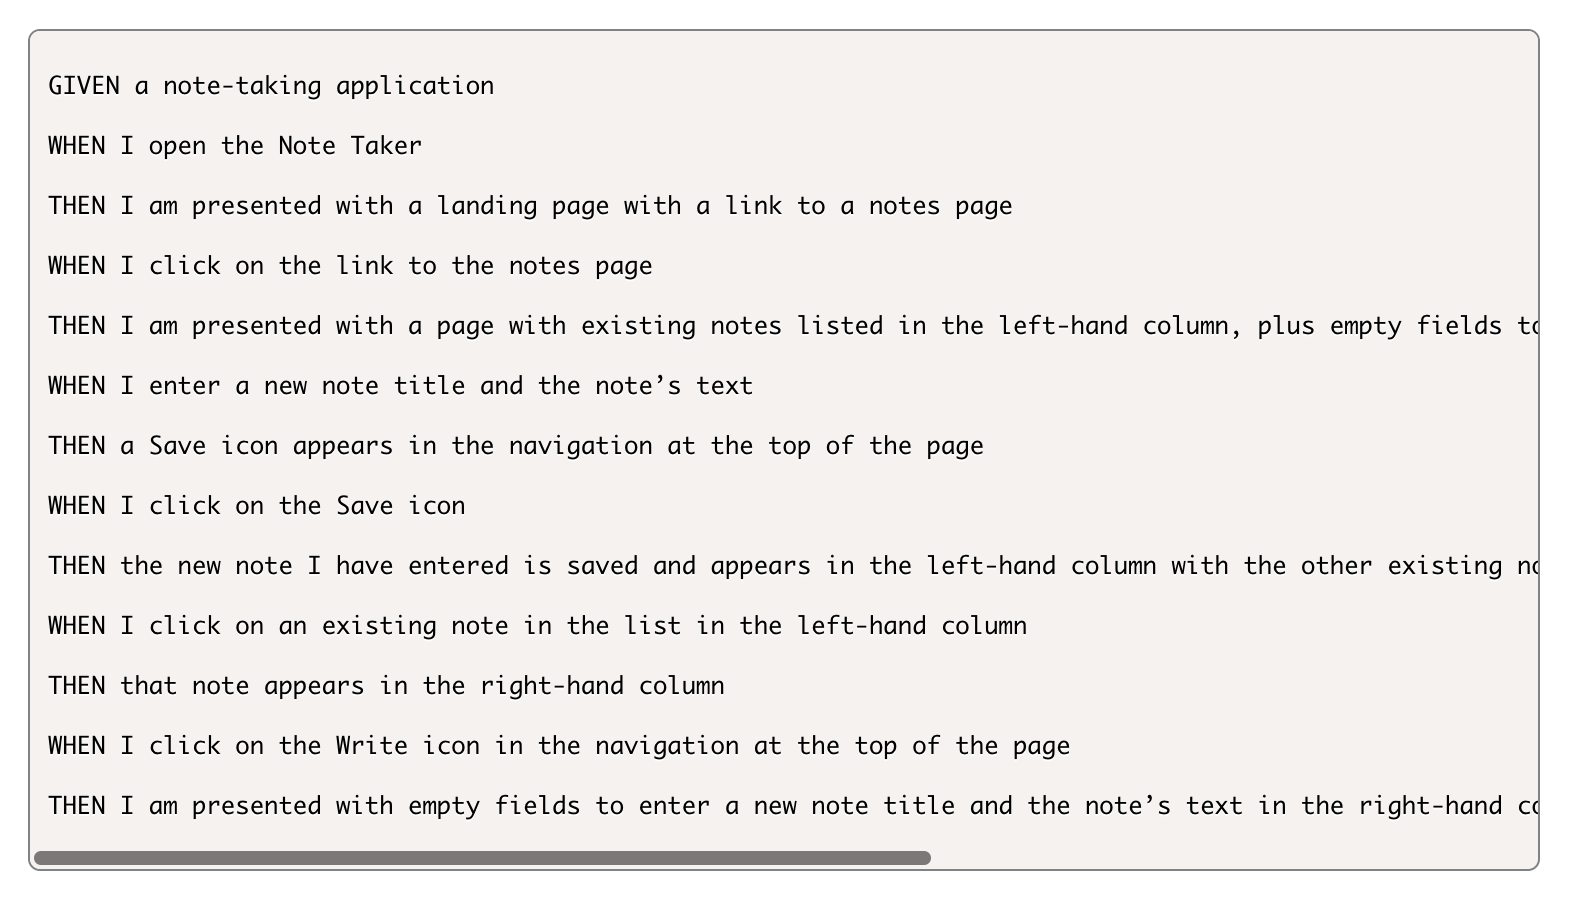 GIVEN a note-taking application
WHEN I open the Note Taker
THEN I am presented with a landing page with a link to a notes page
WHEN I click on the link to the notes page
THEN I am presented with a page with existing notes listed in the left-hand column, plus empty fields
WHEN I enter a new note title and the note’s text
THEN a Save icon appears in the navigation at the top of the page
WHEN I click on the Save icon
THEN the new note I have entered is saved and appears in the left-hand column with the other existing
WHEN I click on an existing note in the list in the left-hand column
THEN that note appears in the right-hand column
WHEN I click on the Write icon in the navigation at the top of the page
THEN I am presented with empty fields to enter a new note title and the note’s text in the right-hand